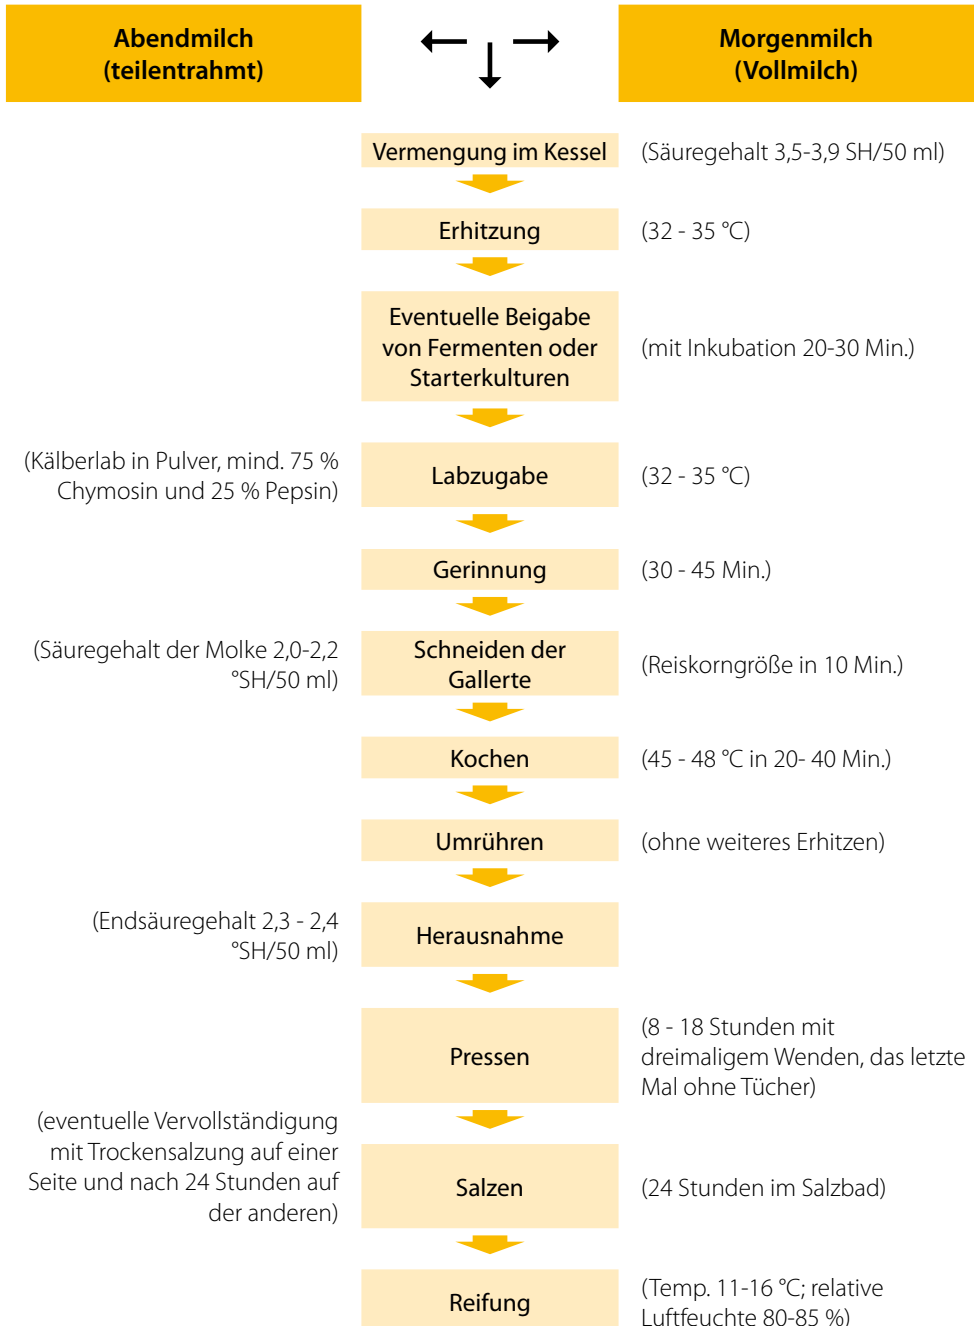 Abendmilch
(teilentrahmt)
Morgenmilch
(Vollmilch)
Vermengung im Kessel
(Säuregehalt 3,5-3,9 SH/50 ml)
Erhitzung
(32 - 35 °C)
Eventuelle Beigabe
von Fermenten oder
Starterkulturen
(mit Inkubation 20-30 Min.)
(Kälberlab in Pulver, mind. 75 %
Chymosin und 25 % Pepsin)
Labzugabe
(32 - 35 °C)
Gerinnung
(30 - 45 Min.)
(Säuregehalt der Molke 2,0-2,2
°SH/50 ml)
Schneiden der
Gallerte
(Reiskorngröße in 10 Min.)
Kochen
(45 - 48 °C in 20- 40 Min.)
Umrühren
(ohne weiteres Erhitzen)
(Endsäuregehalt 2,3 - 2,4
°SH/50 ml)
Herausnahme
Pressen
(8 - 18 Stunden mit
dreimaligem Wenden, das letzte
Mal ohne Tücher)
(eventuelle Vervollständigung
mit Trockensalzung auf einer
Seite und nach 24 Stunden auf
der anderen)
Salzen
(24 Stunden im Salzbad)
Reifung
(Temp. 11-16 °C; relative
Luftfeuchte 80-85 %)